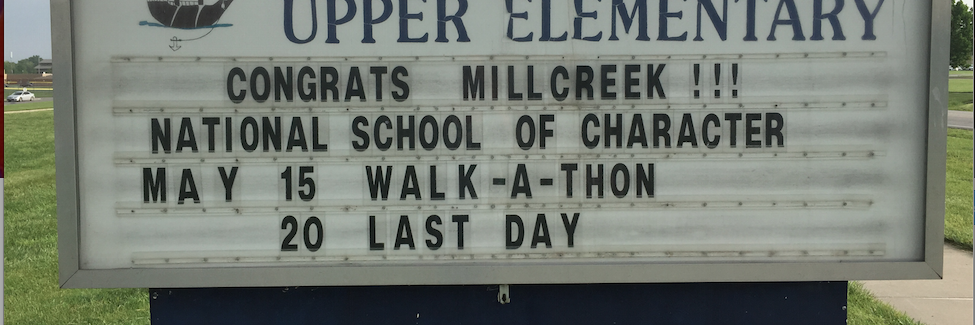 UPPER ELEMENTARY
CONGRATS MILLCREEK !!!
NATIONAL SCHOOL OF CHARACTER
MAY 15 WALK-A-THON
20 LAST DAY